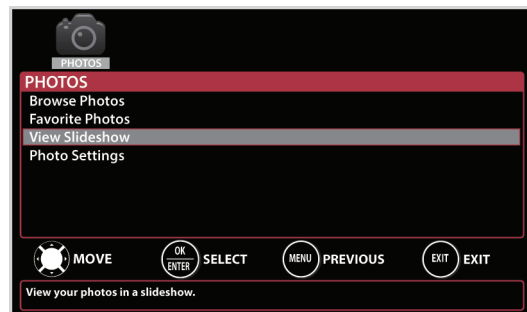 PHOTOS
PHOTOS
Browse Photos
Favorite Photos
View Slideshow
Photo Settings
MOVE OK ENTER SELECT MENU PREVIOUS EXIT EXIT
View your photos in a slideshow.